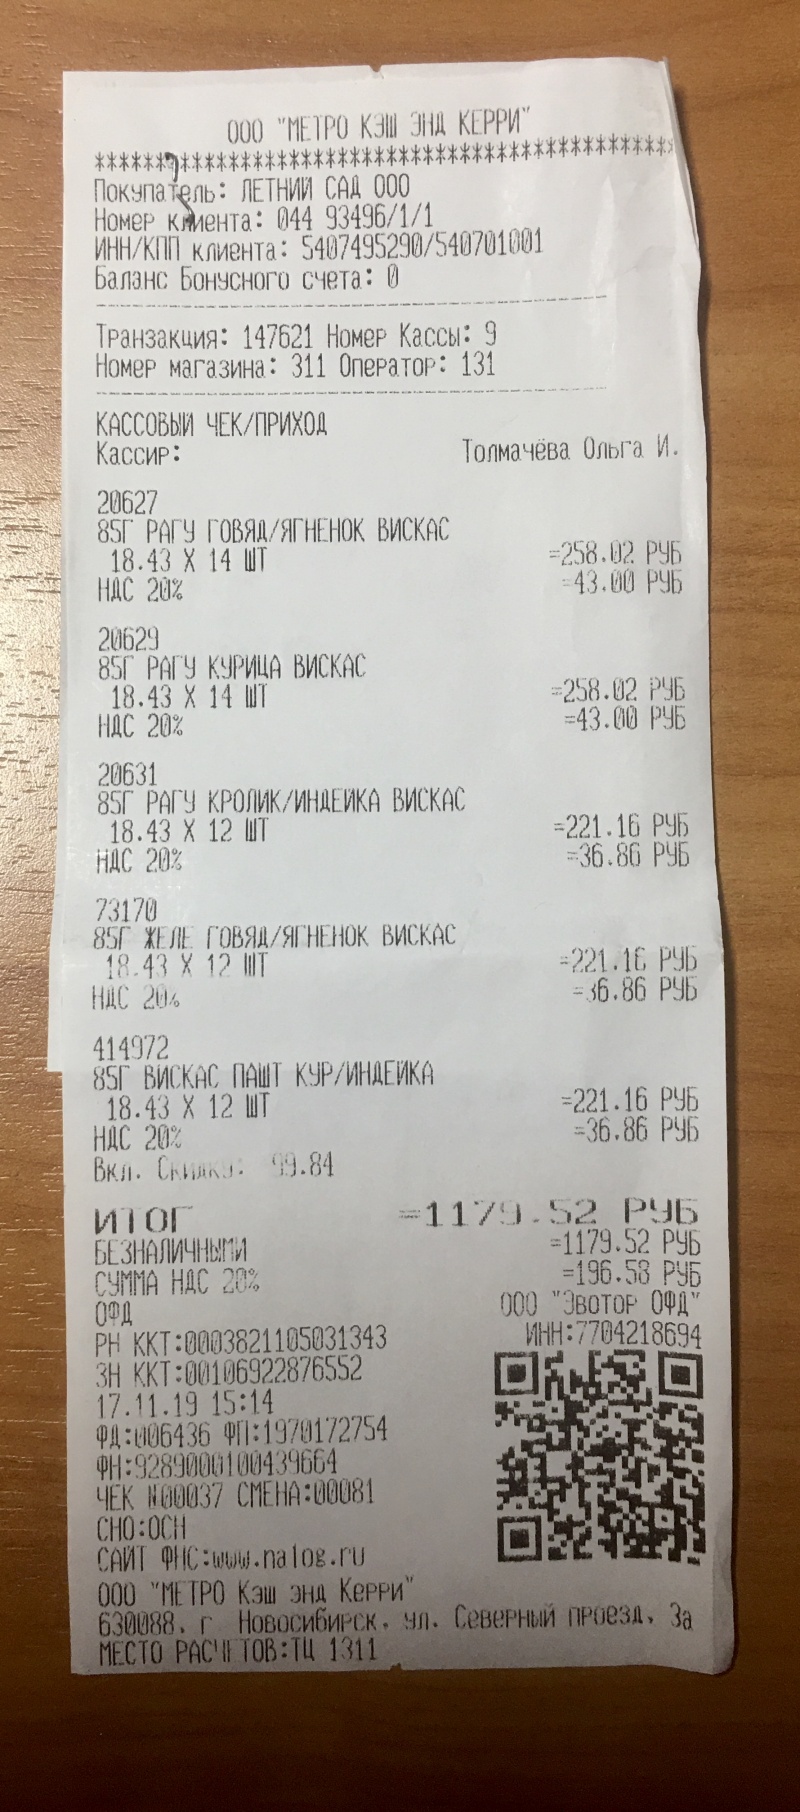 ООО "МЕТРО КЭШ ЭНД КЕРРИ"
************************************************
Покупатель: ЛЕТНИЙ САД ООО
Номер клиента: 044 93496/1/1
ИНН/КПП клиента: 5407495290/540701001
Баланс Бонусного счета: 0
Транзакция: 147621 Номер Кассы: 9
Номер магазина: 311 Оператор: 131
КАССОВЫЙ ЧЕК/ПРИХОД
Кассир: Толмачёва Ольга И.
20627
85Г РАГУ ГОВЯД/ЯГНЕНОК ВИСКАС
18.43 X 14 ШТ =258.02 РУБ
НДС 20% =43.00 РУБ
20629
85Г РАГУ КУРИЦА ВИСКАС
18.43 X 14 ШТ =258.02 РУБ
НДС 20% =43.00 РУБ
20631
85Г РАГУ КРОЛИК/ИНДЕЙКА ВИСКАС
18.43 X 12 ШТ =221.16 РУБ
НДС 20% =36.86 РУБ
73170
85Г ЖЕЛЕ ГОВЯД/ЯГНЕНОК ВИСКАС
18.43 X 12 ШТ =221.16 РУБ
НДС 20% =36.86 РУБ
414972
85Г ВИСКАС ПАШТ КУР/ИНДЕЙКА
18.43 X 12 ШТ =221.16 РУБ
НДС 20% =36.86 РУБ
Вкл. Скидку: 99.84
ИТОГ =1179.52 РУБ
БЕЗНАЛИЧНЫМИ =1179.52 РУБ
СУММА НДС 20% =196.58 РУБ
ОФД ООО "Эвотор ОФД"
РН ККТ:0003821105031343 ИНН:7704218694
ЗН ККТ:00106922876552
17.11.19 15:14
ФД:006436 ФП:1970172754
ФН:9289000100439664
ЧЕК N00037 СМЕНА:00081
СНО:ОСН
САЙТ ФНС:www.nalog.ru
ООО "МЕТРО Кэш энд Керри"
630088, г Новосибирск, ул. Северный проезд, 3а
МЕСТО РАСЧЕТОВ:ТЦ 1311